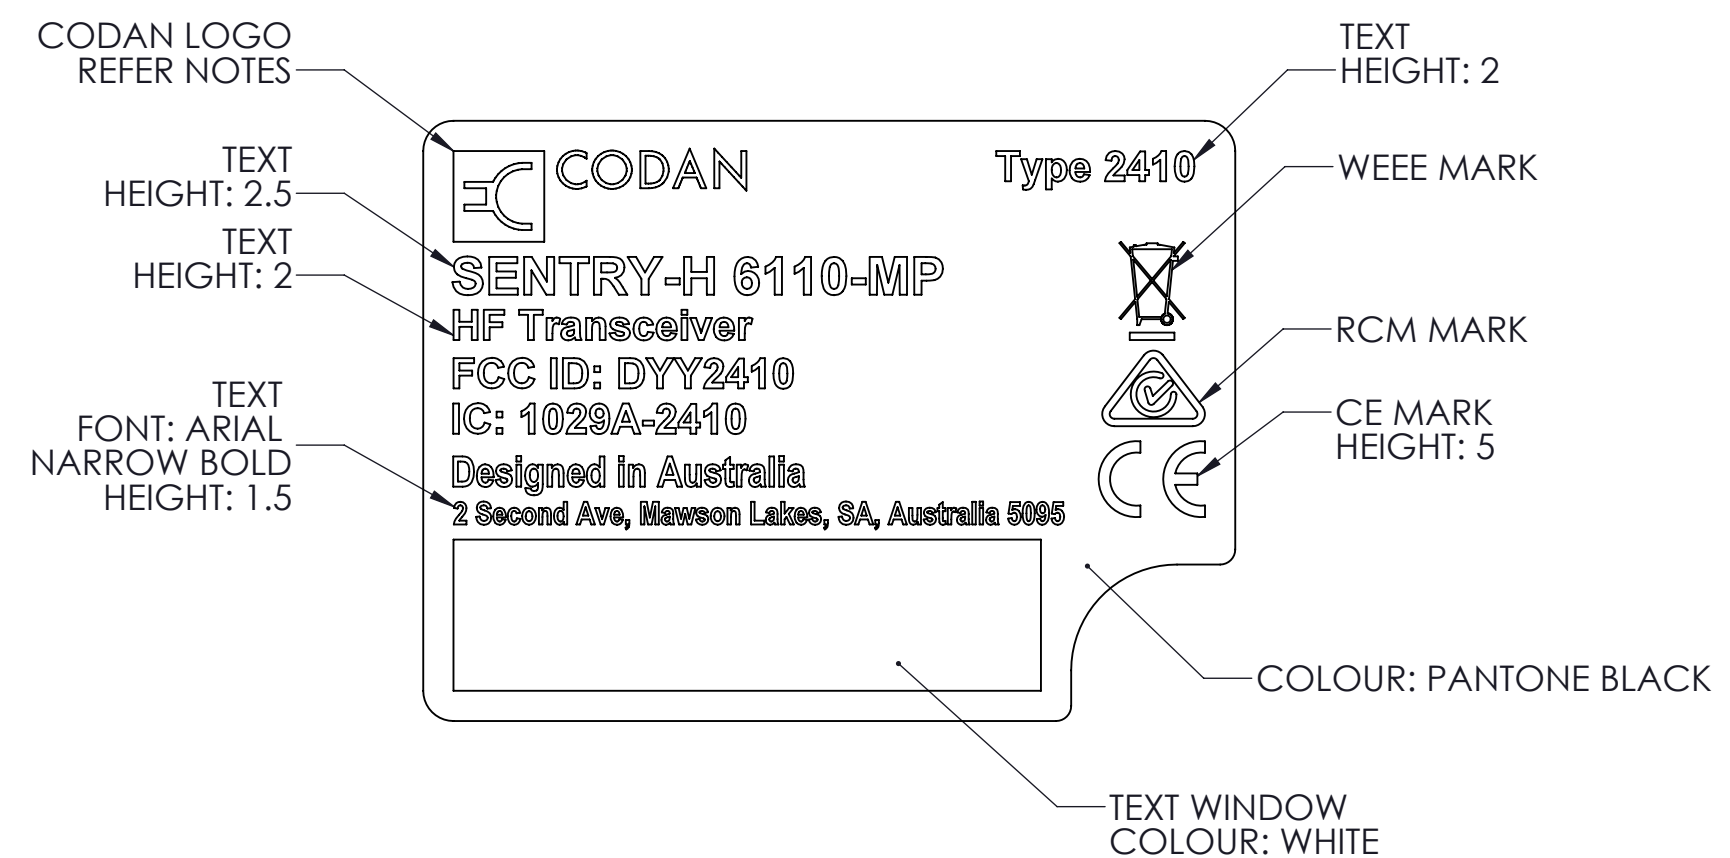 CODAN LOGO
REFER NOTES
TEXT
HEIGHT: 2.5
TEXT
HEIGHT: 2
TEXT
FONT: ARIAL
NARROW BOLD
HEIGHT: 1.5
CODAN
Type 2410
SENTRY-H 6110-MP
HF Transceiver
FCC ID: DYY2410
IC: 1029A-2410
Designed in Australia
2 Second Ave, Mawson Lakes, SA, Australia 5095
CE
TEXT
HEIGHT: 2
WEEE MARK
RCM MARK
CE MARK
HEIGHT: 5
COLOUR: PANTONE BLACK
TEXT WINDOW
COLOUR: WHITE